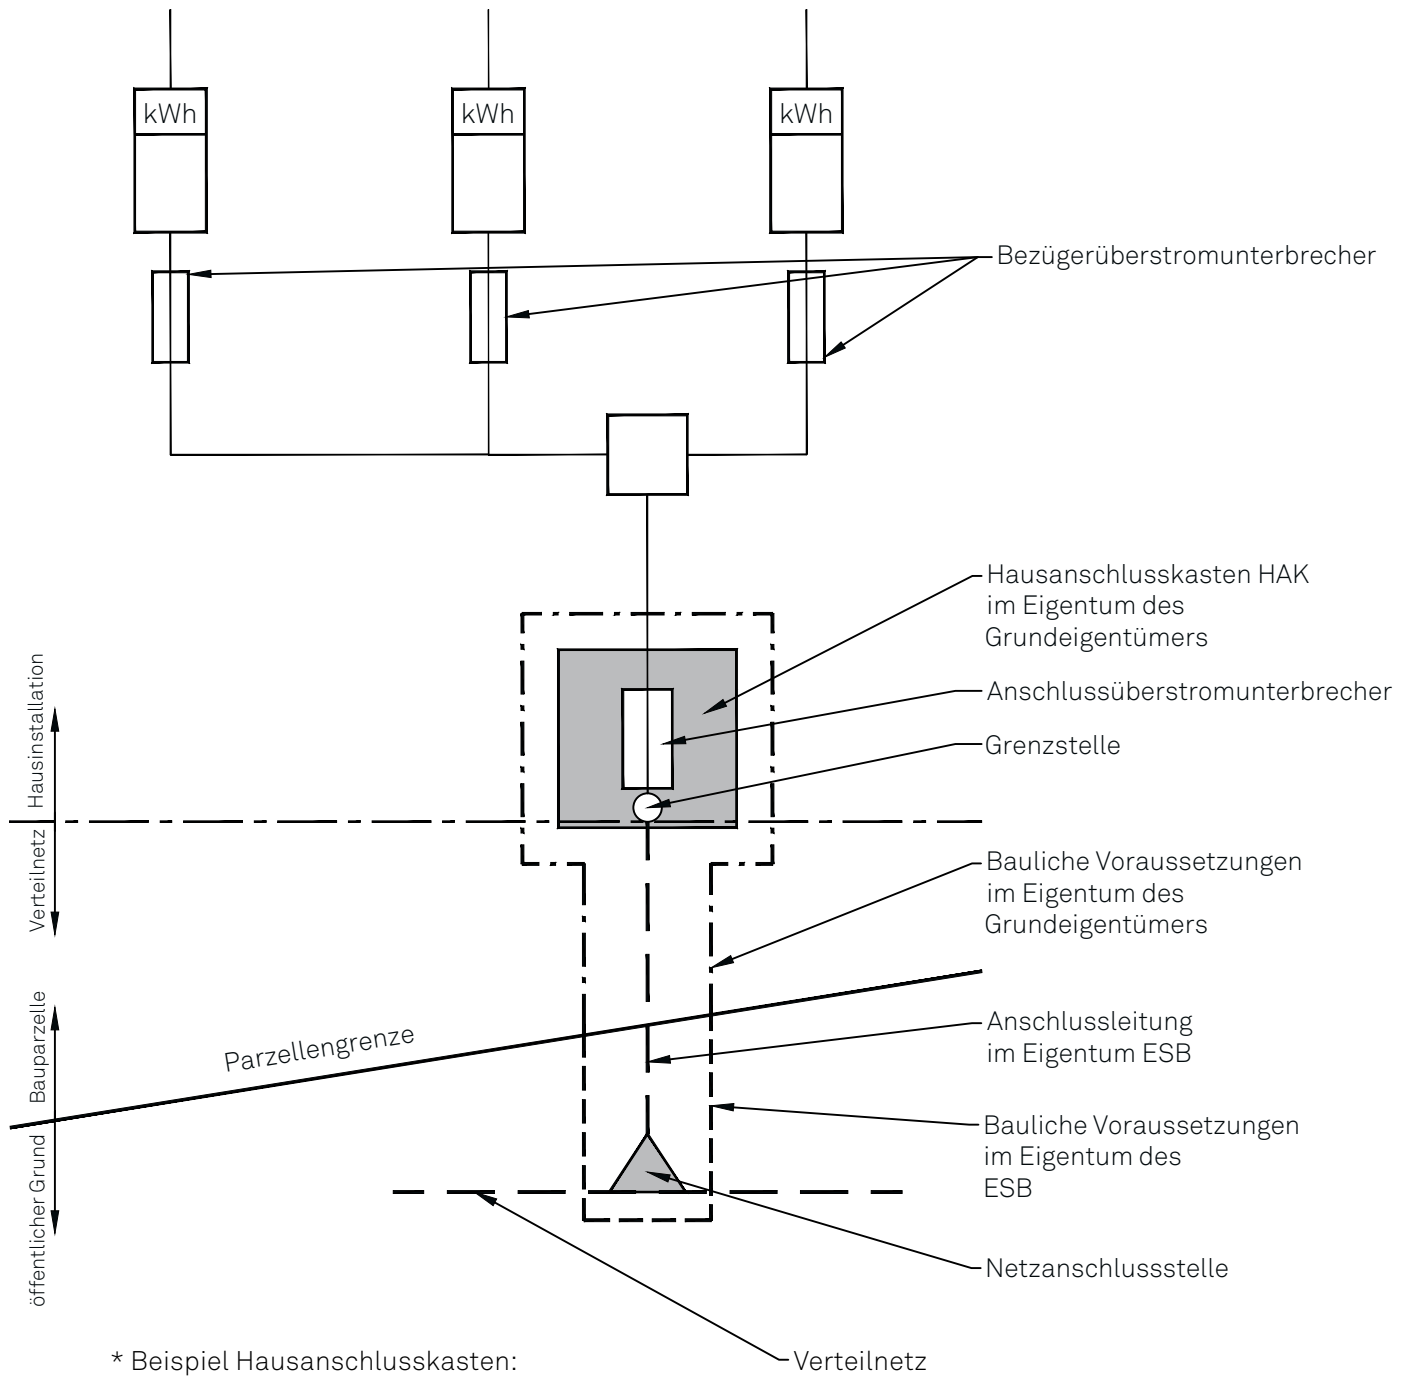 kWh
kWh
kWh
Bezügerüberstromunterbrecher
Hausanschlusskasten HAK
im Eigentum des
Grundeigentümers
Anschlussüberstromunterbrecher
Grenzstelle
Hausinstallation
Verteilnetz
Bauliche Voraussetzungen
im Eigentum des
Grundeigentümers
Bauparzelle
öffentlicher Grund
Parzellengrenze
Anschlussleitung
im Eigentum ESB
Bauliche Voraussetzungen
im Eigentum des
ESB
Netzanschlussstelle
* Beispiel Hausanschlusskasten:
Verteilnetz